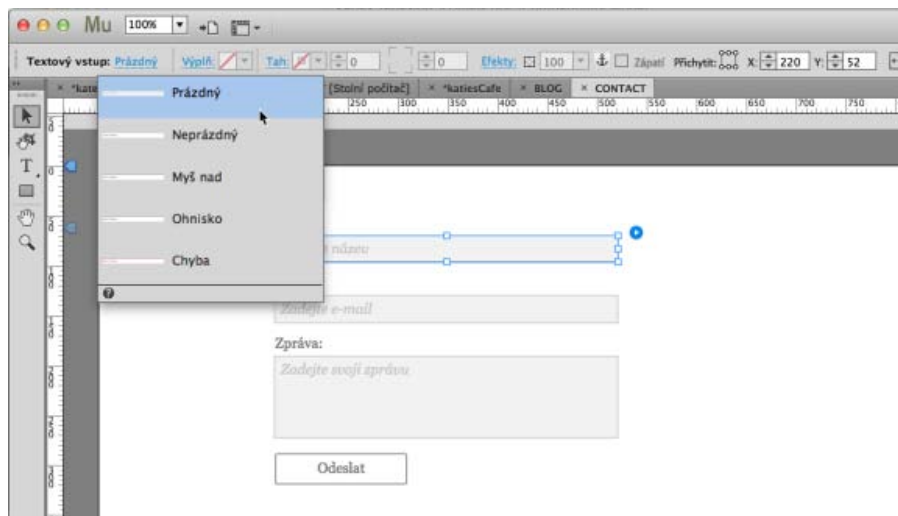 Mu 100%
Textový vstup: Prázdný Výplň: Tah: 0 0 Efekty: 100 Zápatí Přichytit: X: 220 Y: 52
× *kate [Stolní počítač] × *katiesCafe × BLOG × CONTACT
250 300 350 400 450 500 550 600 650 700 750
Prázdný
Neprázdný
Myš nad
Ohnisko
Chyba
název
Zadejte e-mail
Zpráva:
Zadejte svoji zprávu
Odeslat